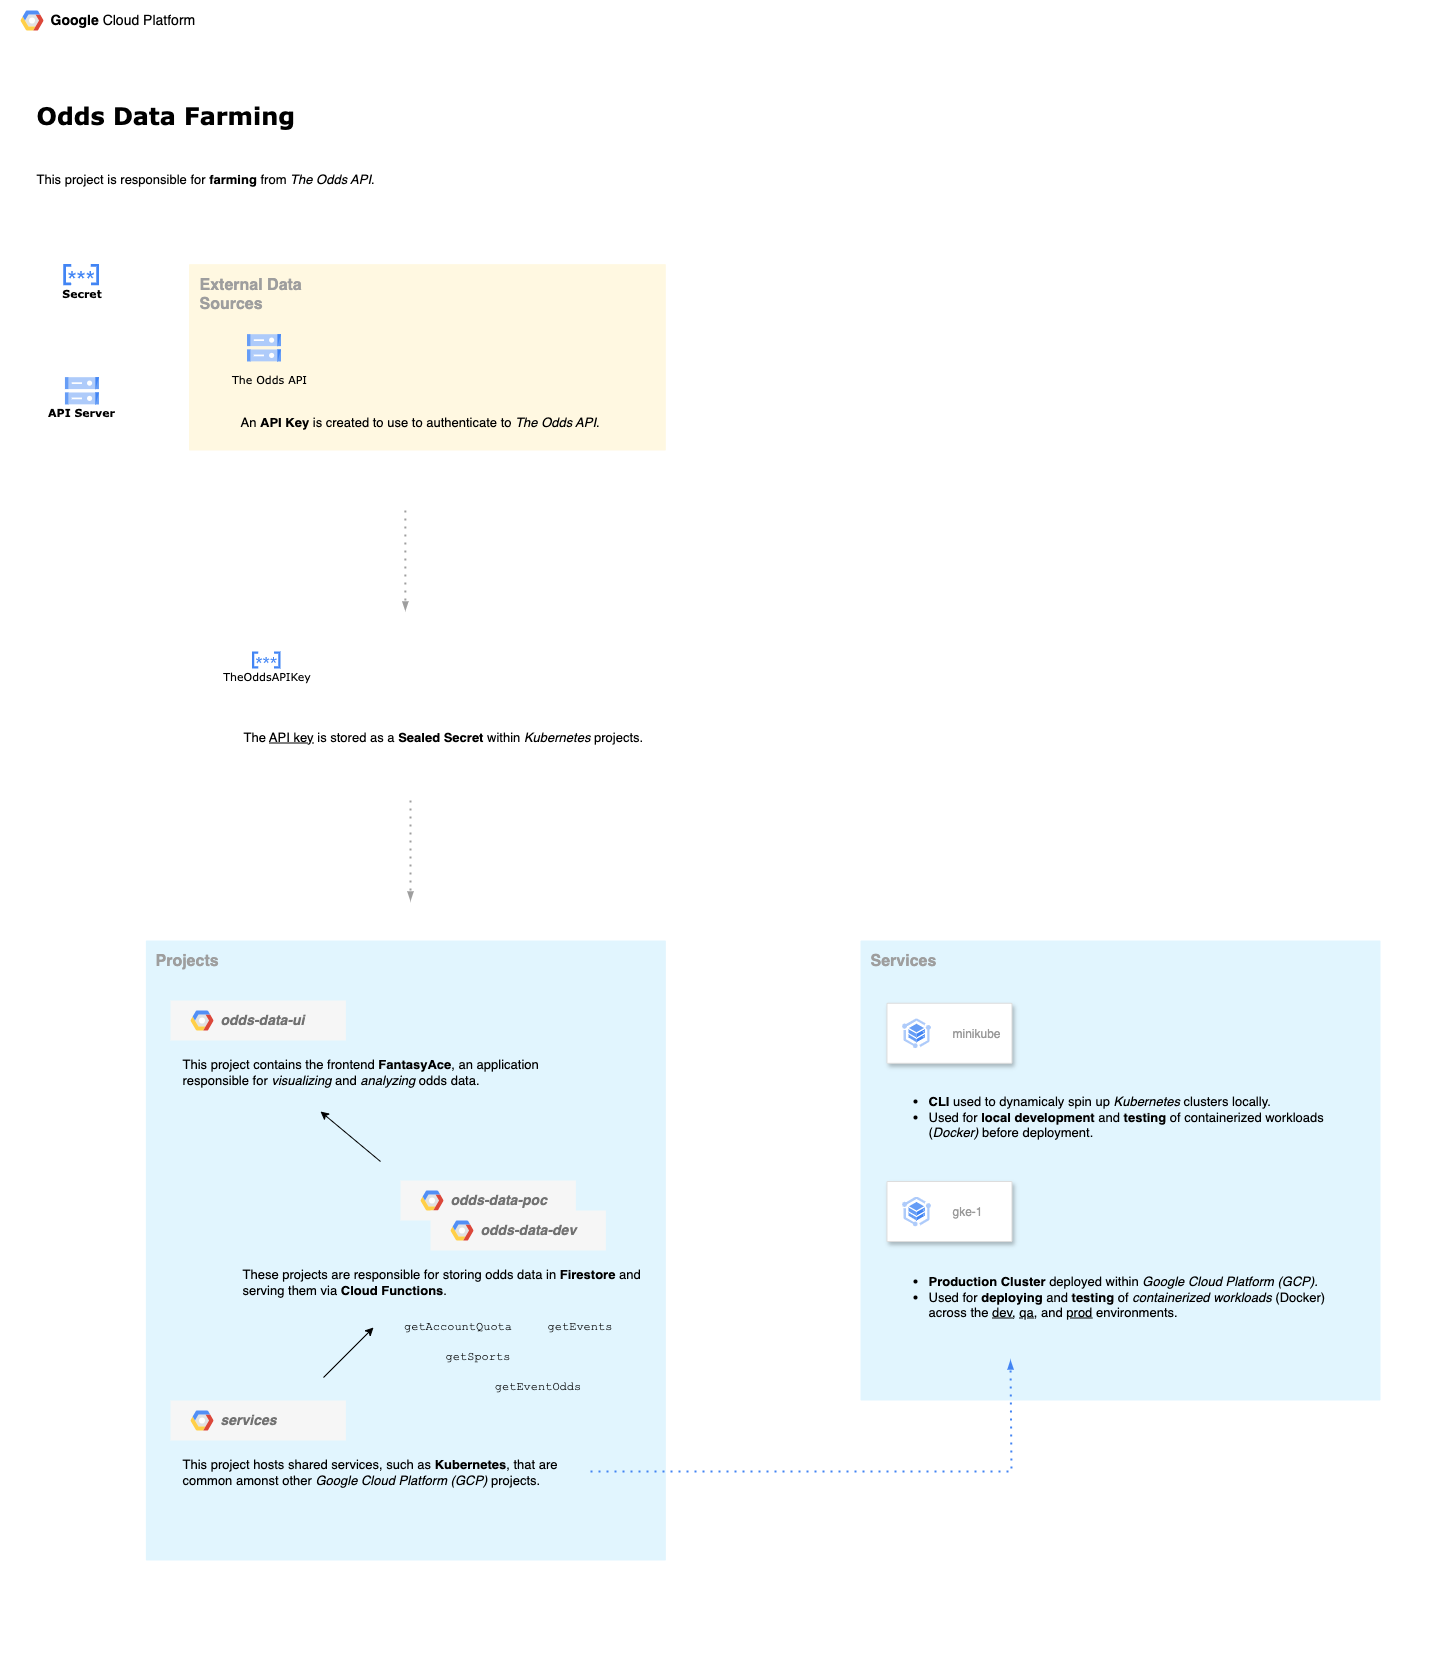 Google Cloud Platform
Odds Data Farming
This project is responsible for farming from The Odds API.
[***]
Secret
API Server
External Data
Sources
The Odds API
An API Key is created to use to authenticate to The Odds API.
[***]
TheOddsAPIKey
The API key is stored as a Sealed Secret within Kubernetes projects.
Projects
odds-data-ui
This project contains the frontend FantasyAce, an application
responsible for visualizing and analyzing odds data.
odds-data-poc
odds-data-dev
These projects are responsible for storing odds data in Firestore and
serving them via Cloud Functions.
getAccountQuota getEvents
getSports
getEventOdds
services
This project hosts shared services, such as Kubernetes, that are
common amonst other Google Cloud Platform (GCP) projects.
Services
minikube
• CLI used to dynamicaly spin up Kubernetes clusters locally.
• Used for local development and testing of containerized workloads
(Docker) before deployment.
gke-1
• Production Cluster deployed within Google Cloud Platform (GCP).
• Used for deploying and testing of containerized workloads (Docker)
across the dev, qa, and prod environments.